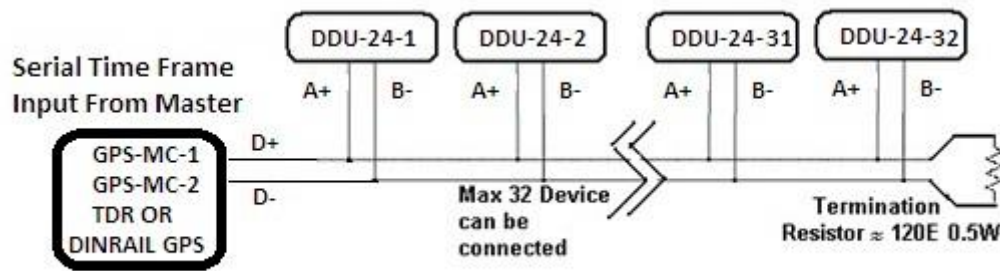 DDU-24-1
DDU-24-2
DDU-24-31
DDU-24-32
Serial Time Frame
Input From Master
A+
B-
A+
B-
A+
B-
A+
B-
GPS-MC-1
GPS-MC-2
TDR OR
DINRAIL GPS
D+
D-
Max 32 Device
can be
connected
Termination
Resistor ≈ 120E 0.5W